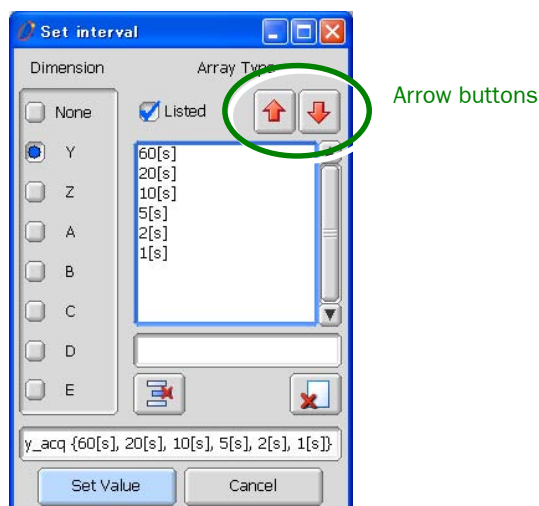 Set interval
Dimension Array Type
Arrow buttons
None Listed
Y
Z
A
B
C
D
E
60[s]
20[s]
10[s]
5[s]
2[s]
1[s]
y_acq {60[s], 20[s], 10[s], 5[s], 2[s], 1[s]}
Set Value Cancel